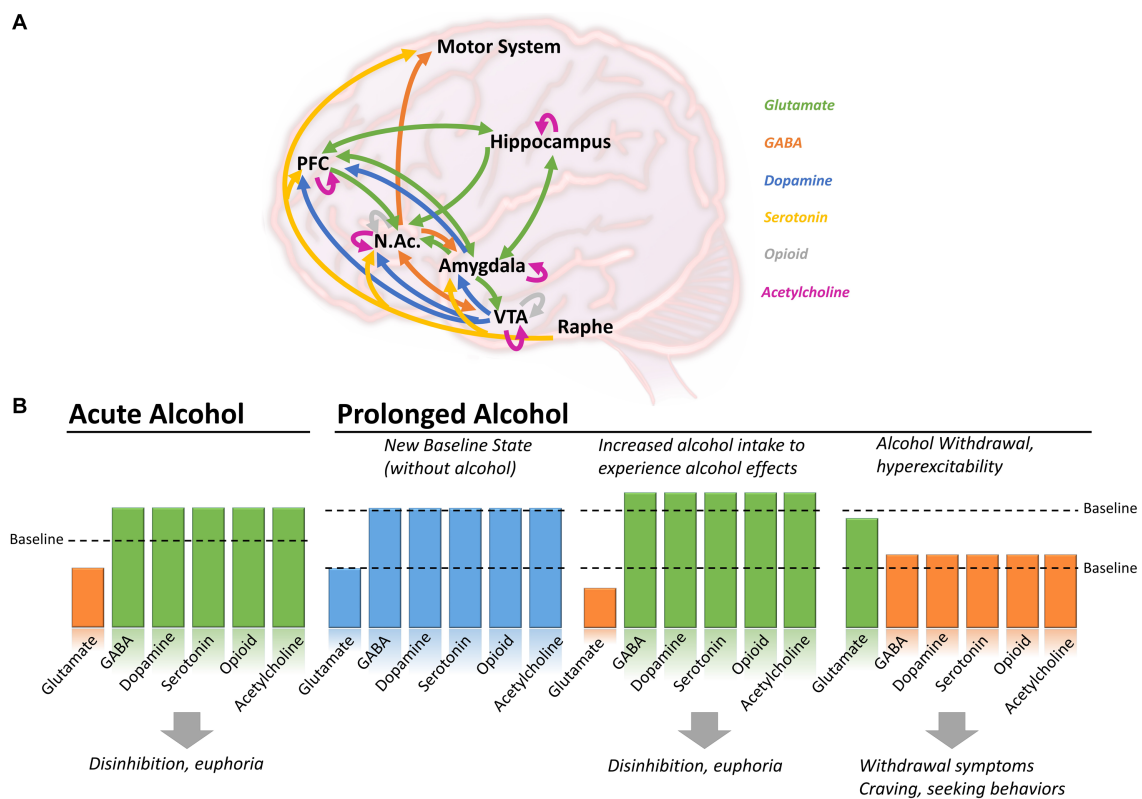 A
Motor System
Hippocampus
PFC
N.Ac.
Amygdala
VTA
Raphe
Glutamate
GABA
Dopamine
Serotonin
Opioid
Acetylcholine
B
Acute Alcohol
Prolonged Alcohol
New Baseline State
(without alcohol)
Increased alcohol intake to
experience alcohol effects
Alcohol Withdrawal,
hyperexcitability
Baseline
Baseline
Baseline
Glutamate
GABA
Dopamine
Serotonin
Opioid
Acetylcholine
Glutamate
GABA
Dopamine
Serotonin
Opioid
Acetylcholine
Glutamate
GABA
Dopamine
Serotonin
Opioid
Acetylcholine
Glutamate
GABA
Dopamine
Serotonin
Opioid
Acetylcholine
Disinhibition, euphoria
Disinhibition, euphoria
Withdrawal symptoms
Craving, seeking behaviors